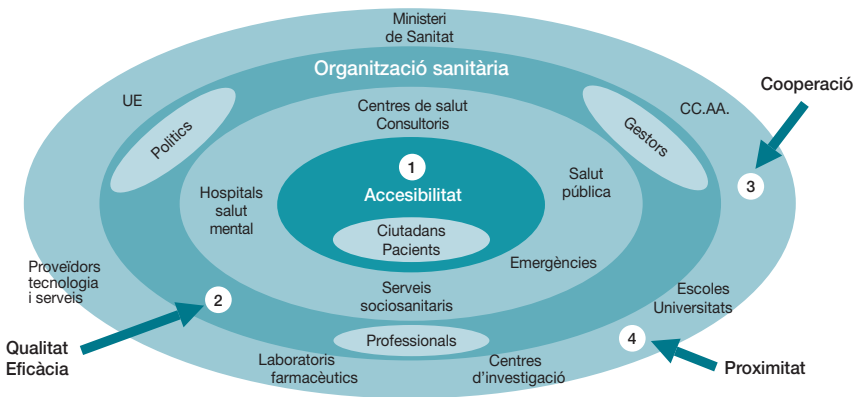 Ministeri
de Sanitat
Organització sanitària
Cooperació
UE
CC.AA.
Centres de salut
Consultoris
Polítics
Gestors
1
Accesibilitat
Salut
pública
3
Hospitals
salut
mental
Ciutadans
Pacients
Emergències
Proveïdors
tecnologia
i serveis
2
Serveis
sociosanitaris
Escoles
Universitats
Professionals
4
Qualitat
Eficàcia
Laboratoris
farmacèutics
Centres
d’investigació
Proximitat